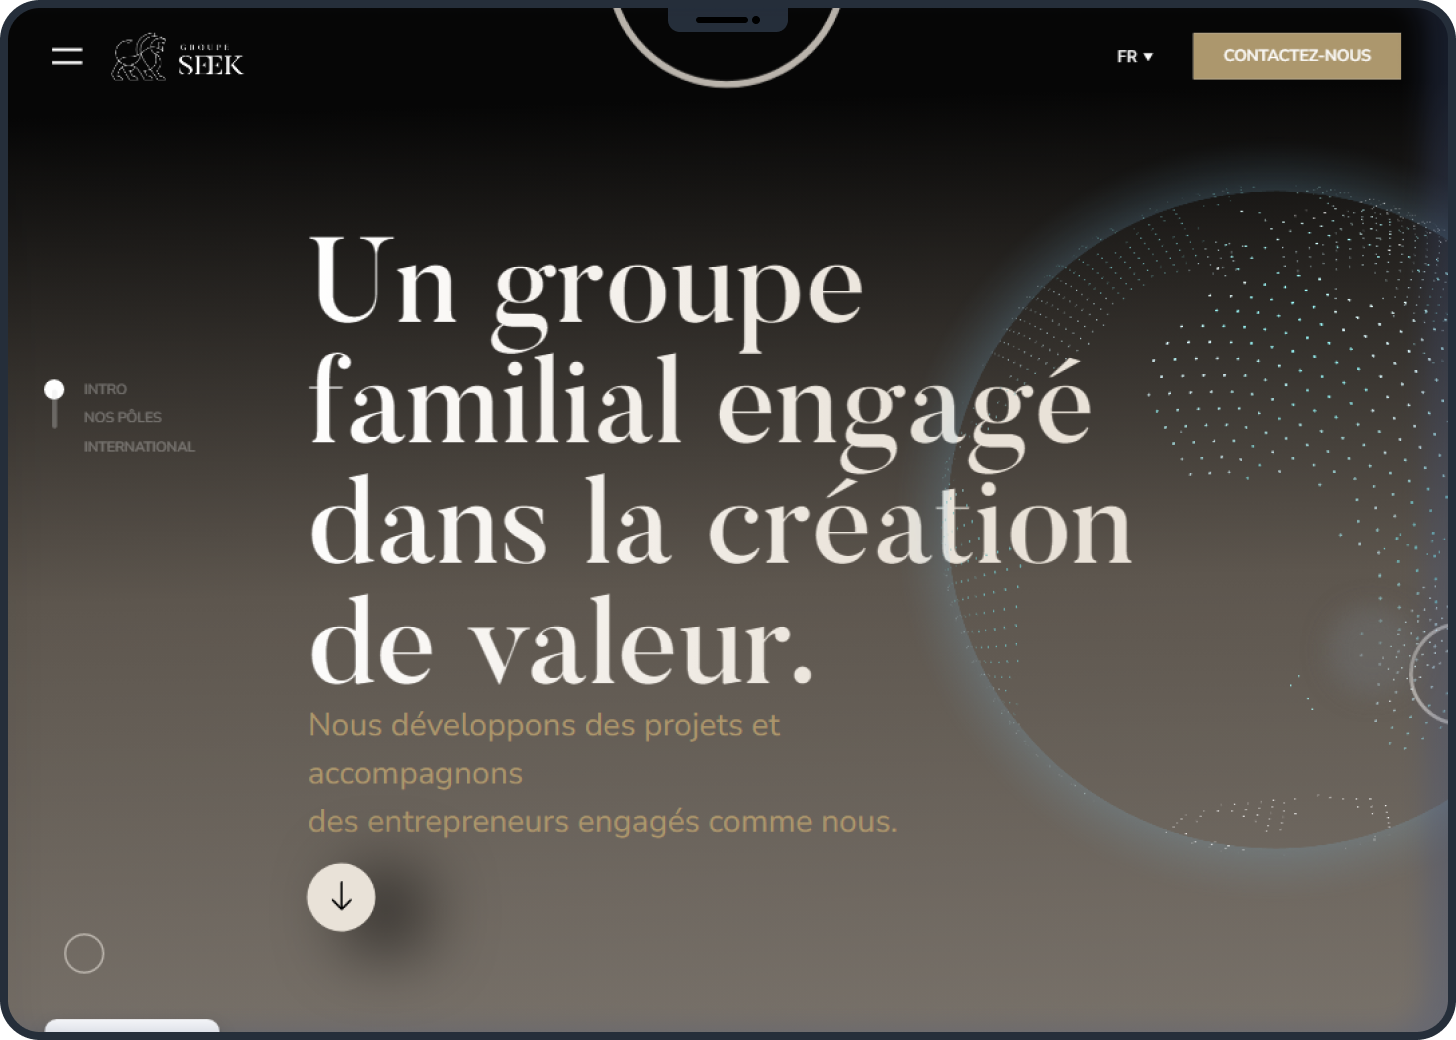 GROUPE
SEEK
FR
CONTACTEZ-NOUS
Un groupe
familial engagé
dans la création
de valeur.
INTRO
NOS PÔLES
INTERNATIONAL
Nous développons des projets et
accompagnons
des entrepreneurs engagés comme nous.